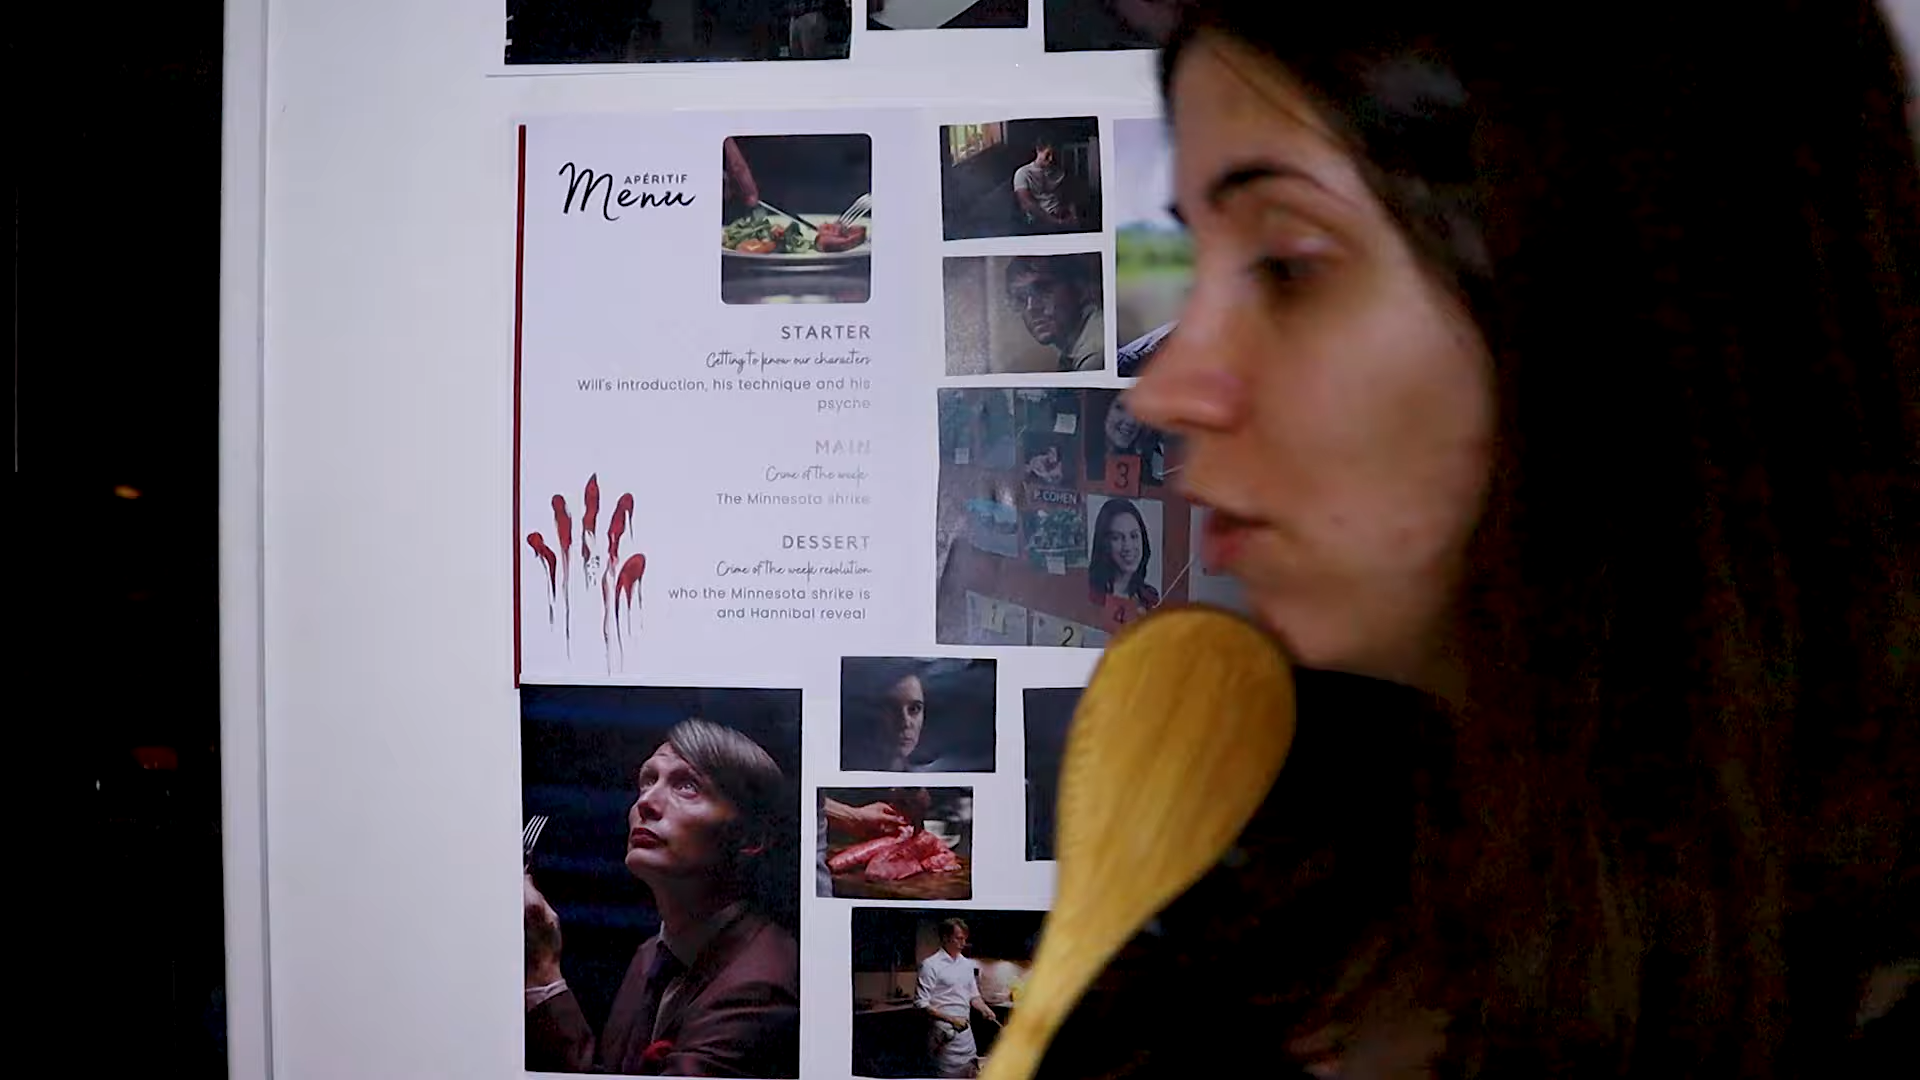 APÉRITIF
Menu
STARTER
Getting to know our characters
Will's introduction, his technique and his
psyche
MAIN
Crime of the week
The Minnesota shrike
DESSERT
Crime of the week resolution
who the Minnesota shrike is
and Hannibal reveal
3
P. COHEN
4
1
2